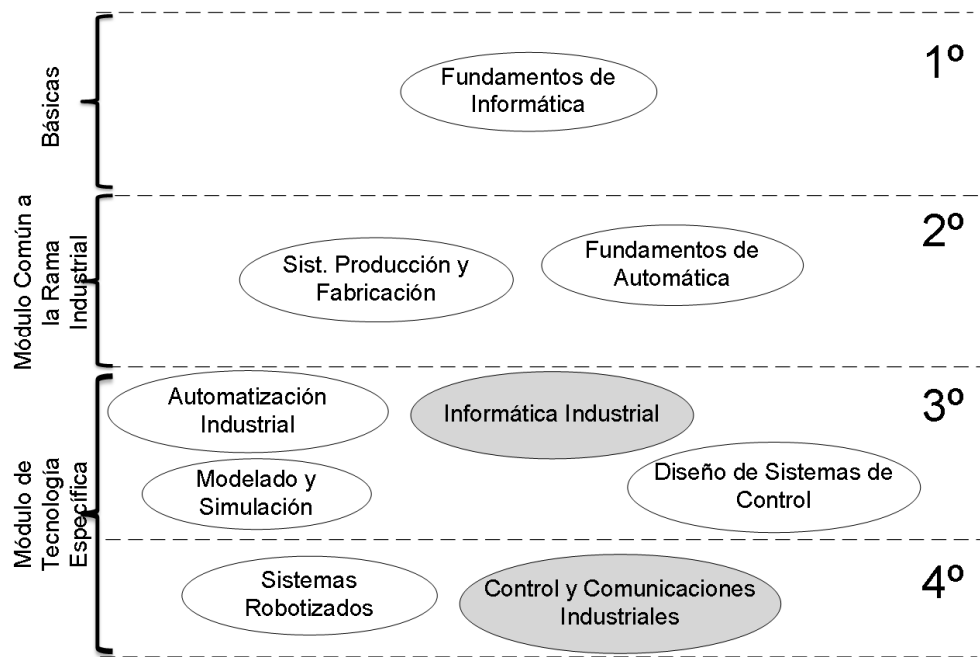 Básicas
Fundamentos de
Informática
1º
Módulo Común a
la Rama
Industrial
Sist. Producción y
Fabricación
Fundamentos de
Automática
2º
Módulo de
Tecnología
Específica
Automatización
Industrial
Informática Industrial
3º
Modelado y
Simulación
Diseño de Sistemas de
Control
Sistemas
Robotizados
Control y Comunicaciones
Industriales
4º